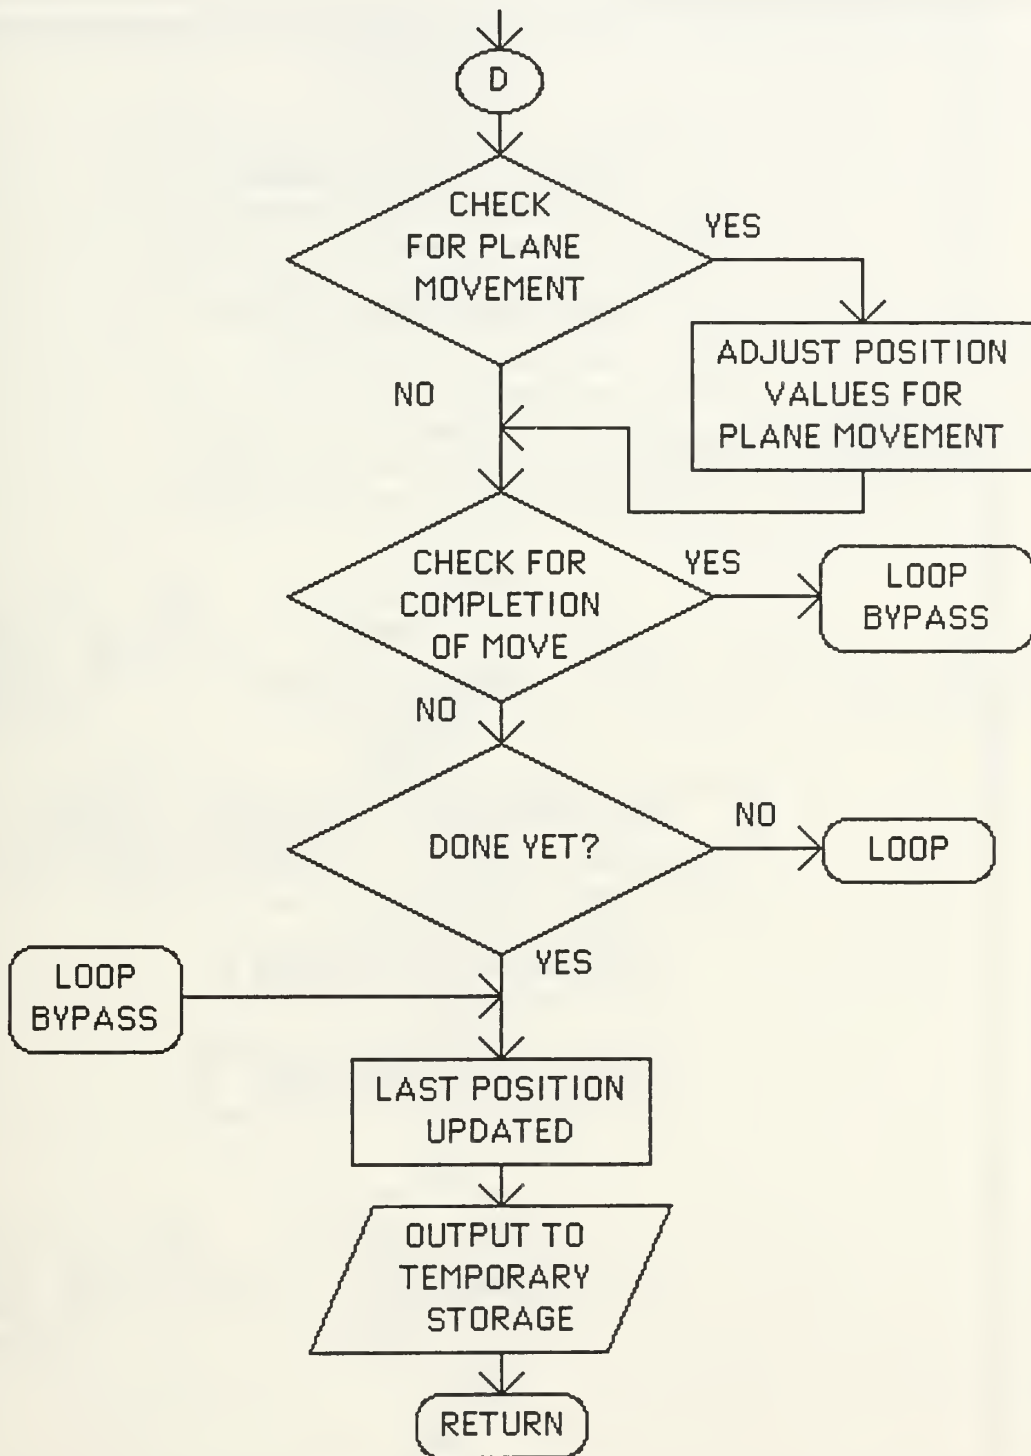 D
CHECK
FOR PLANE
MOVEMENT
YES
ADJUST POSITION
VALUES FOR
PLANE MOVEMENT
NO
CHECK FOR
COMPLETION
OF MOVE
YES
LOOP
BYPASS
NO
DONE YET?
NO
LOOP
YES
LOOP
BYPASS
LAST POSITION
UPDATED
OUTPUT TO
TEMPORARY
STORAGE
RETURN